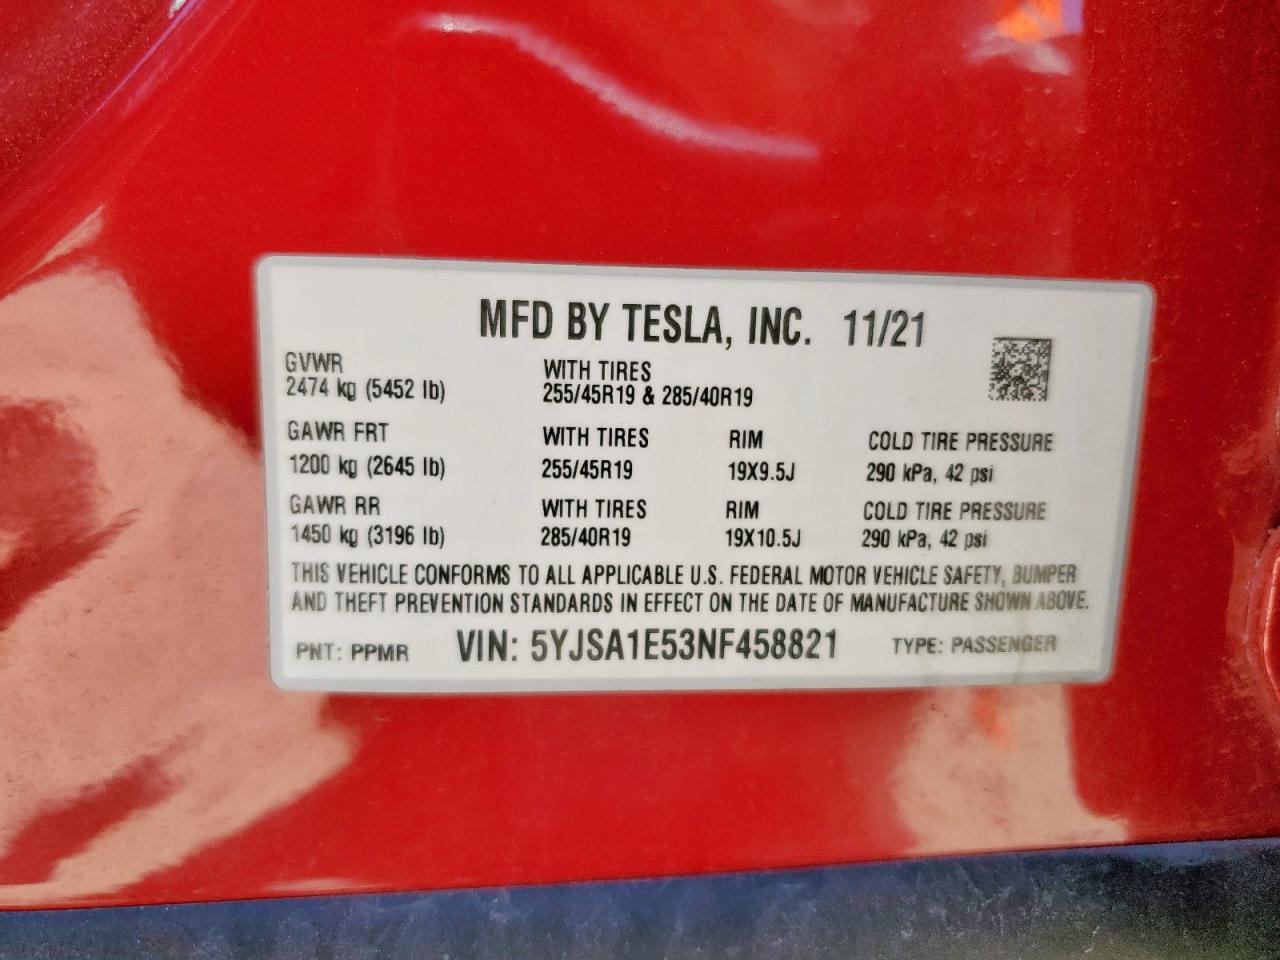 MFD BY TESLA, INC. 11/21
GVWR WITH TIRES
2474 kg (5452 lb) 255/45R19 & 285/40R19
GAWR FRT WITH TIRES RIM COLD TIRE PRESSURE
1200 kg (2645 lb) 255/45R19 19X9.5J 290 kPa, 42 psi
GAWR RR WITH TIRES RIM COLD TIRE PRESSURE
1450 kg (3196 lb) 285/40R19 19X10.5J 290 kPa, 42 psi
THIS VEHICLE CONFORMS TO ALL APPLICABLE U.S. FEDERAL MOTOR VEHICLE SAFETY, BUMPER
AND THEFT PREVENTION STANDARDS IN EFFECT ON THE DATE OF MANUFACTURE SHOWN ABOVE.
PNT: PPMR VIN: 5YJSA1E53NF458821 TYPE: PASSENGER